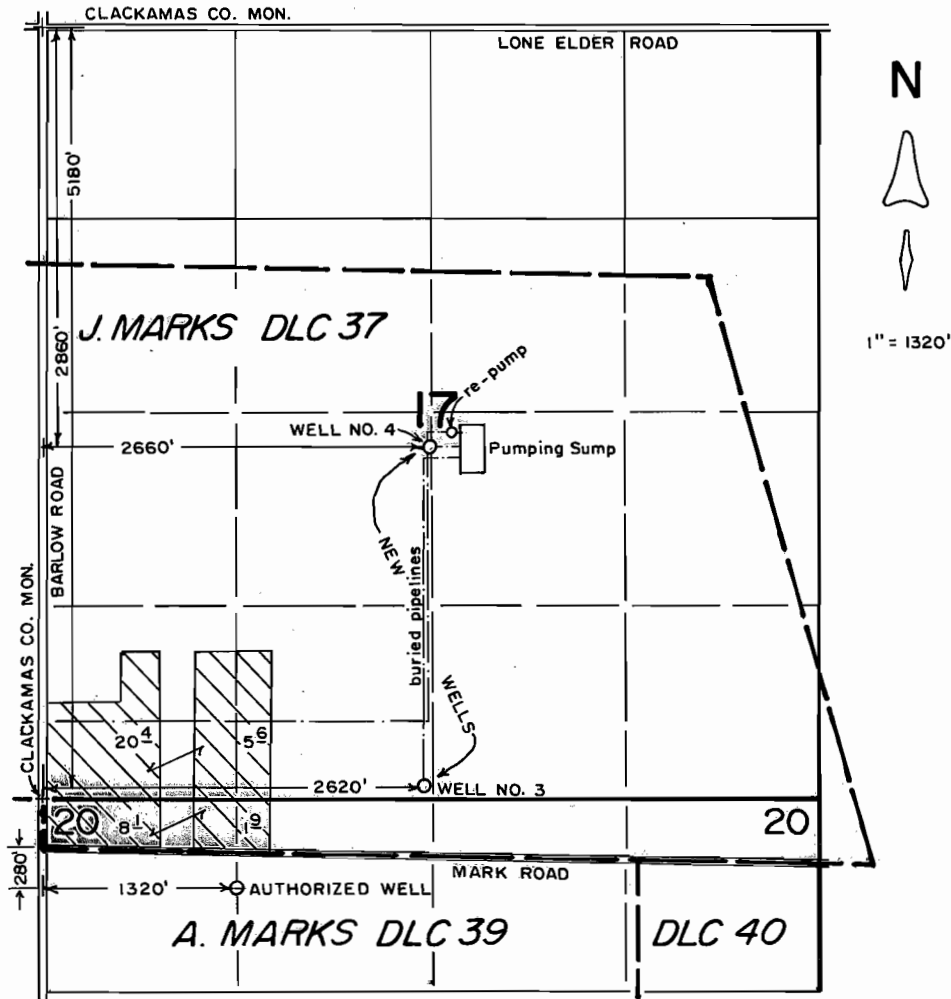 CLACKAMAS CO. MON.
LONE ELDER ROAD
N
1" = 1320'
5180'
2860'
J. MARKS DLC 37
17
re-pump
WELL NO. 4
2660'
Pumping Sump
NEW
BARLOW ROAD
buried pipelines
CLACKAMAS CO. MON.
WELLS
20 4
5 6
2620'
WELL NO. 3
20
8 1
1 9
20
280'
MARK ROAD
1320'
AUTHORIZED WELL
A. MARKS DLC 39
DLC 40